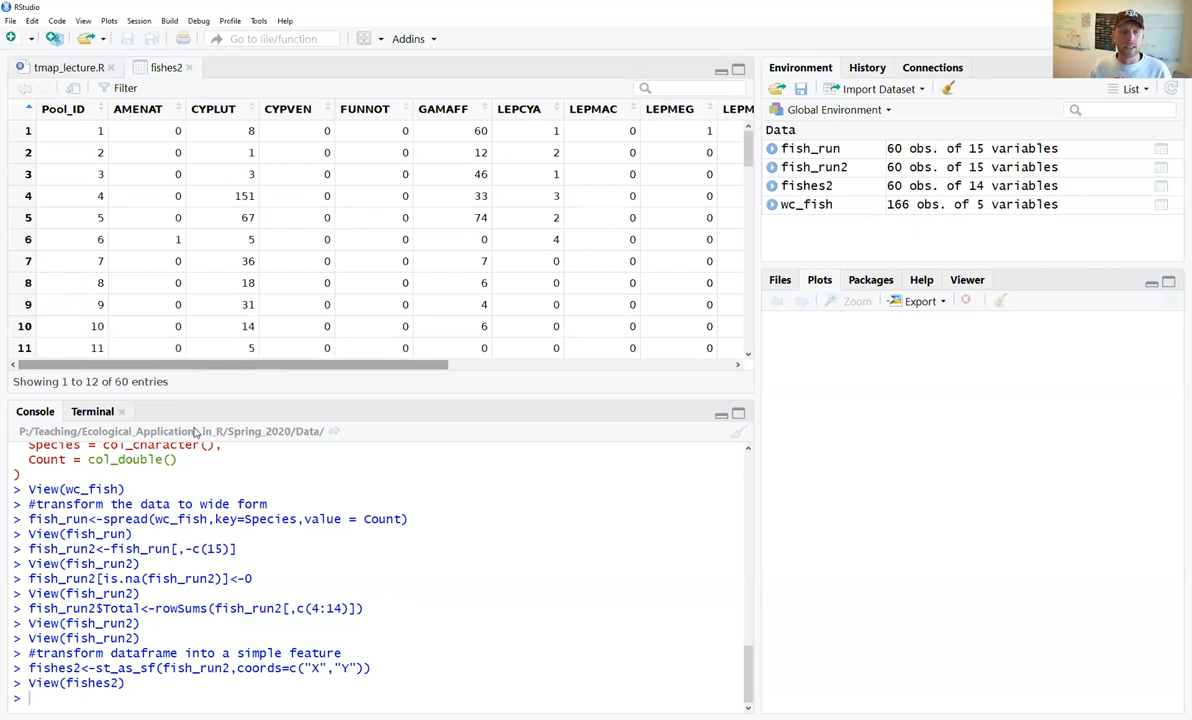 RStudio
File Edit Code View Plots Session Build Debug Profile Tools Help
Go to file/function Addins
tmap_lecture.R fishes2
Filter
Pool_ID AMENAT CYPLUT CYPVEN FUNNOT GAMAFF LEPCYA LEPMAC LEPMEG LEPM
1 1 0 8 0 0 60 1 0 1
2 2 0 1 0 0 12 2 0 0
3 3 0 3 0 0 46 1 0 0
4 4 0 151 0 0 33 3 0 0
5 5 0 67 0 0 74 2 0 0
6 6 1 5 0 0 0 4 0 0
7 7 0 36 0 0 7 0 0 0
8 8 0 18 0 0 6 0 0 0
9 9 0 31 0 0 4 0 0 0
10 10 0 14 0 0 6 0 0 0
11 11 0 5 0 0 0 0 0 0
Showing 1 to 12 of 60 entries
Console Terminal
P:/Teaching/Ecological_Applications_in_R/Spring_2020/Data/
Species = col_character(),
Count = col_double()
)
> View(wc_fish)
> #transform the data to wide form
> fish_run<-spread(wc_fish,key=Species,value = Count)
> View(fish_run)
> fish_run2<-fish_run[,-c(15)]
> View(fish_run2)
> fish_run2[is.na(fish_run2)]<-0
> View(fish_run2)
> fish_run2$Total<-rowSums(fish_run2[,c(4:14)])
> View(fish_run2)
> View(fish_run2)
> #transform dataframe into a simple feature
> fishes2<-st_as_sf(fish_run2,coords=c("X","Y"))
> View(fishes2)
>
Environment History Connections
Import Dataset List
Global Environment
Data
fish_run 60 obs. of 15 variables
fish_run2 60 obs. of 15 variables
fishes2 60 obs. of 14 variables
wc_fish 166 obs. of 5 variables
Files Plots Packages Help Viewer
Zoom Export